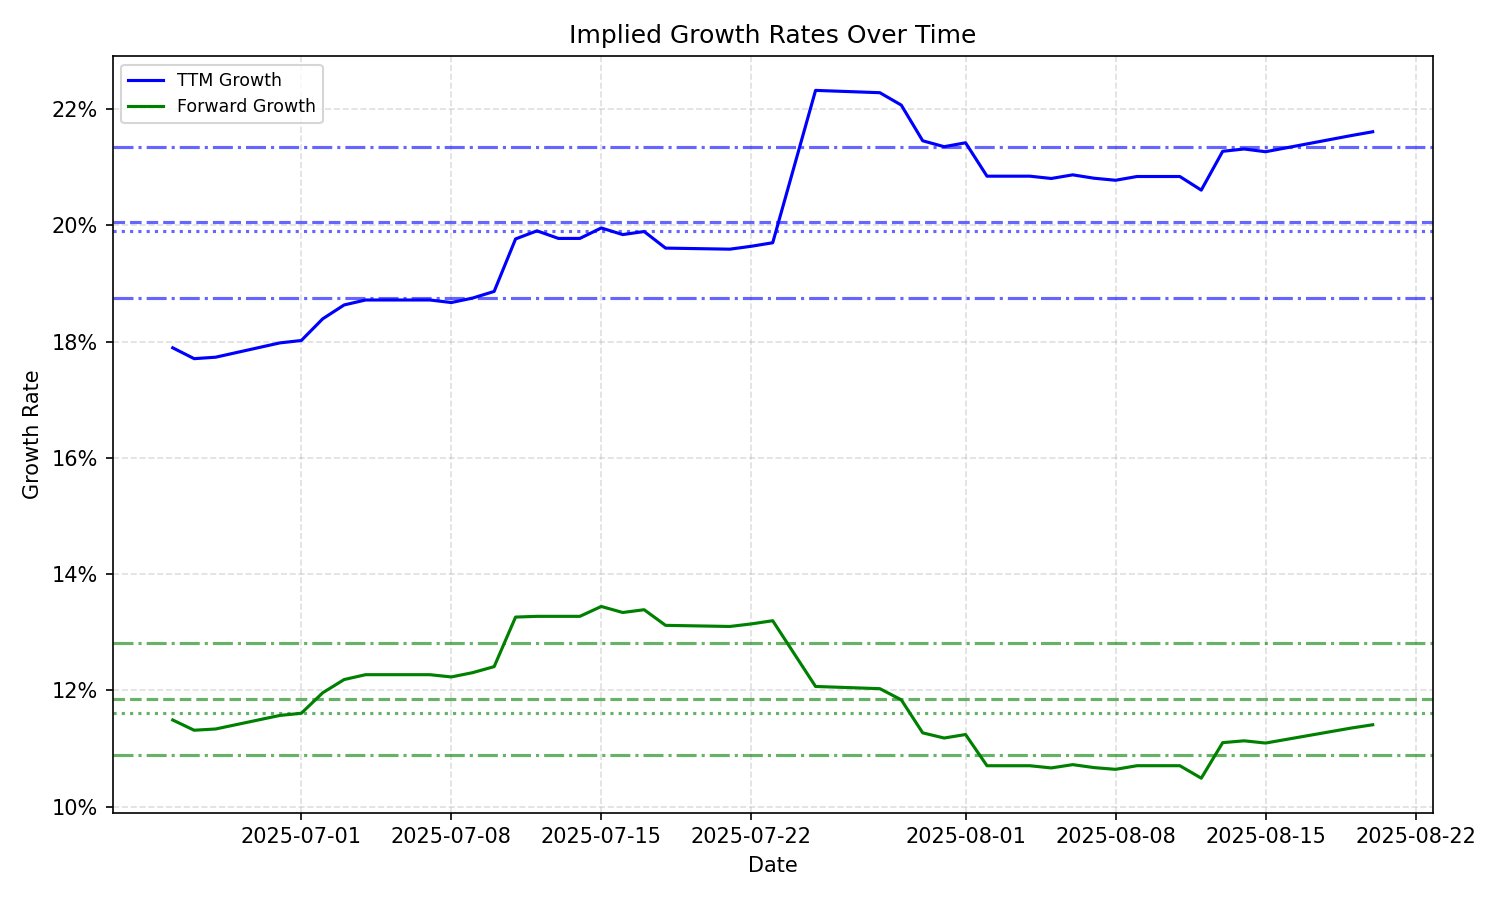 Implied Growth Rates Over Time
TTM Growth
Forward Growth
22%
20%
18%
16%
14%
12%
10%
Growth Rate
2025-07-01 2025-07-08 2025-07-15 2025-07-22 2025-08-01 2025-08-08 2025-08-15 2025-08-22
Date